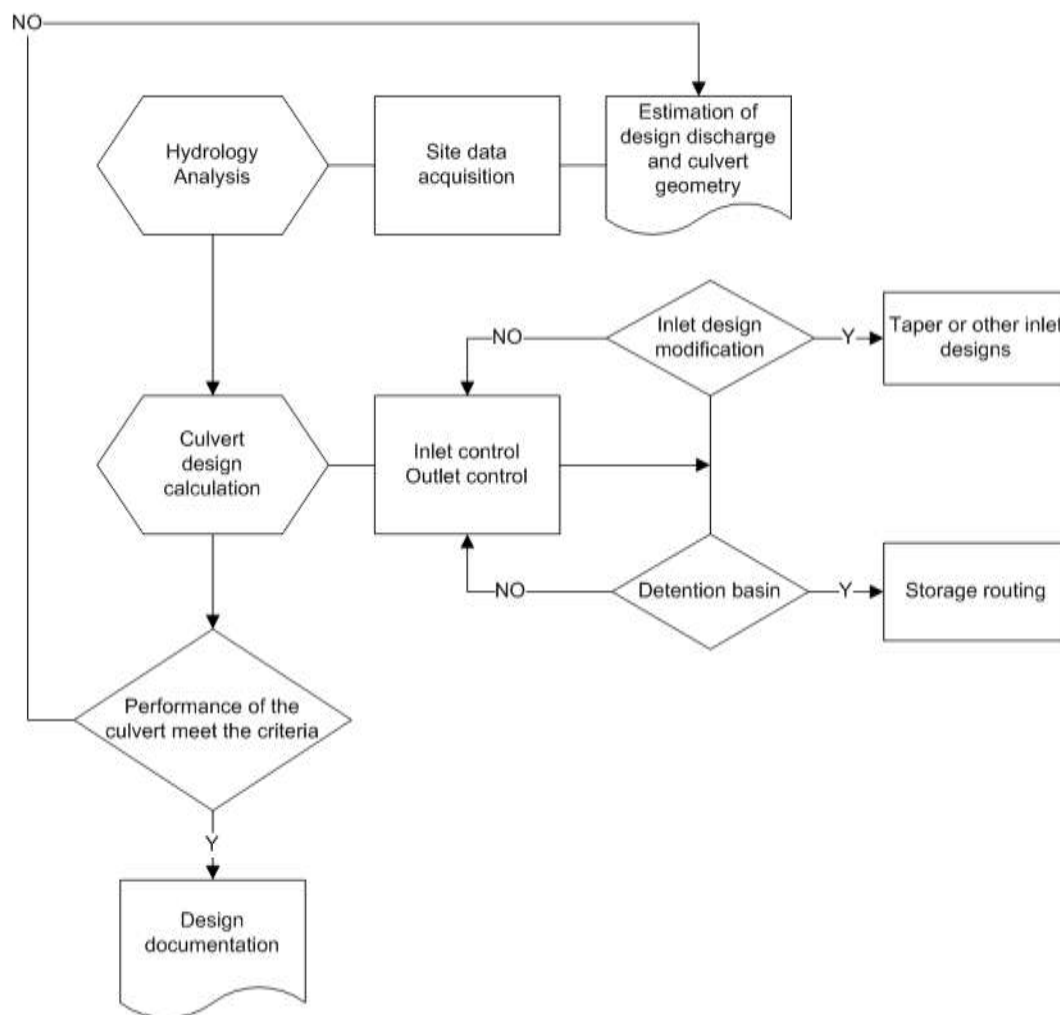 NO
Hydrology
Analysis
Site data
acquisition
Estimation of
design discharge
and culvert
geometry
Inlet design
modification
NO
Y
Taper or other inlet
designs
Culvert
design
calculation
Inlet control
Outlet control
NO
Detention basin
Y
Storage routing
Performance of the
culvert meet the criteria
Y
Design
documentation